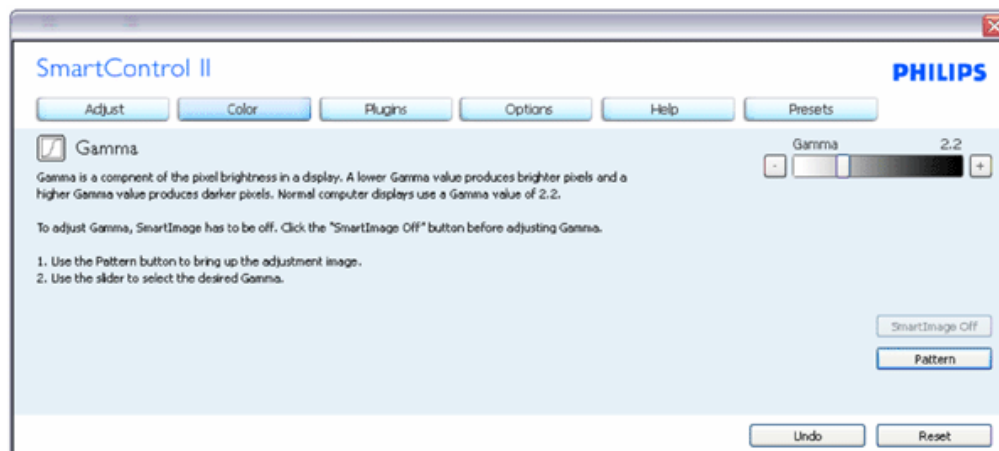 SmartControl II
PHILIPS
Adjust Color Plugins Options Help Presets
Gamma
Gamma 2.2
- +
Gamma is a compnent of the pixel brightness in a display. A lower Gamma value produces brighter pixels and a
higher Gamma value produces darker pixels. Normal computer displays use a Gamma value of 2.2.
To adjust Gamma, SmartImage has to be off. Click the "SmartImage Off" button before adjusting Gamma.
1. Use the Pattern button to bring up the adjustment image.
2. Use the slider to select the desired Gamma.
SmartImage Off
Pattern
Undo Reset